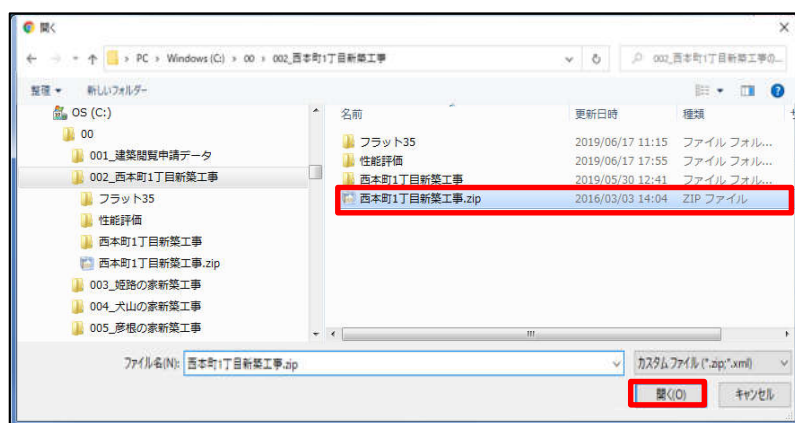 開く
PC › Windows (C:) › 00 › 002_西本町1丁目新築工事
002_西本町1丁目新築工事の...
整理 ▼ 新しいフォルダー
OS (C:)
00
001_建築閲覧申請データ
002_西本町1丁目新築工事
フラット35
性能評価
西本町1丁目新築工事
西本町1丁目新築工事.zip
003_姫路の家新築工事
004_犬山の家新築工事
005_彦根の家新築工事
名前 更新日時 種類
フラット35 2019/06/17 11:15 ファイル フォル...
性能評価 2019/06/17 17:55 ファイル フォル...
西本町1丁目新築工事 2019/05/30 12:41 ファイル フォル...
西本町1丁目新築工事.zip 2016/03/03 14:04 ZIP ファイル
ファイル名(N): 西本町1丁目新築工事.zip カスタム ファイル (*.zip;*.xml)
開く(O) キャンセル